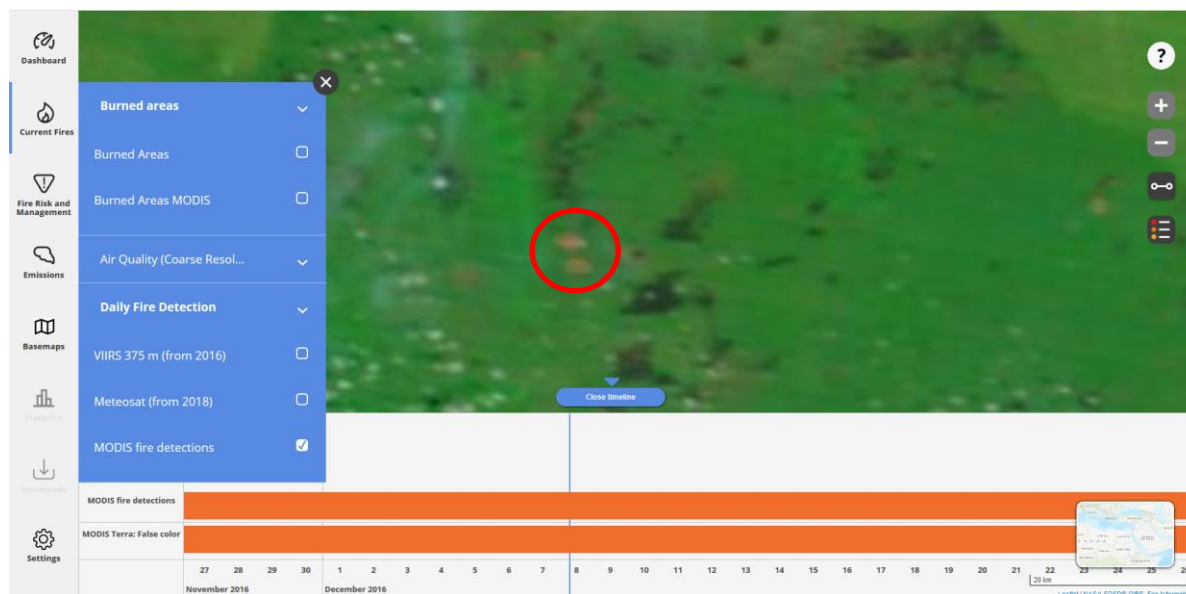 Dashboard
Current Fires
Fire Risk and
Management
Emissions
Basemaps
Statistics
Downloads
Settings
Burned areas
Burned Areas
Burned Areas MODIS
Air Quality (Coarse Resol...
Daily Fire Detection
VIIRS 375 m (from 2016)
Meteosat (from 2018)
MODIS fire detections
?
Close timeline
MODIS fire detections
MODIS Terra: False color
27 28 29 30 1 2 3 4 5 6 7 8 9 10 11 12 13 14 15 16 17 18 19 20 21 22 23 24 25
November 2016 December 2016
20 km